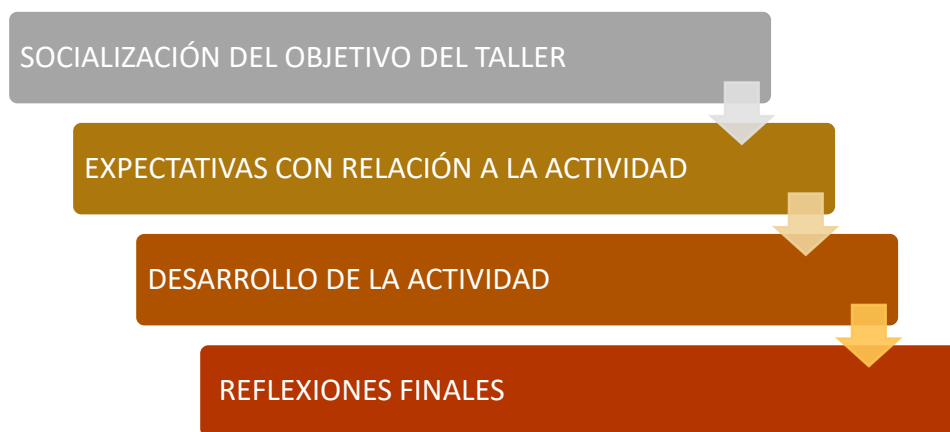 SOCIALIZACIÓN DEL OBJETIVO DEL TALLER
EXPECTATIVAS CON RELACIÓN A LA ACTIVIDAD
DESARROLLO DE LA ACTIVIDAD
REFLEXIONES FINALES